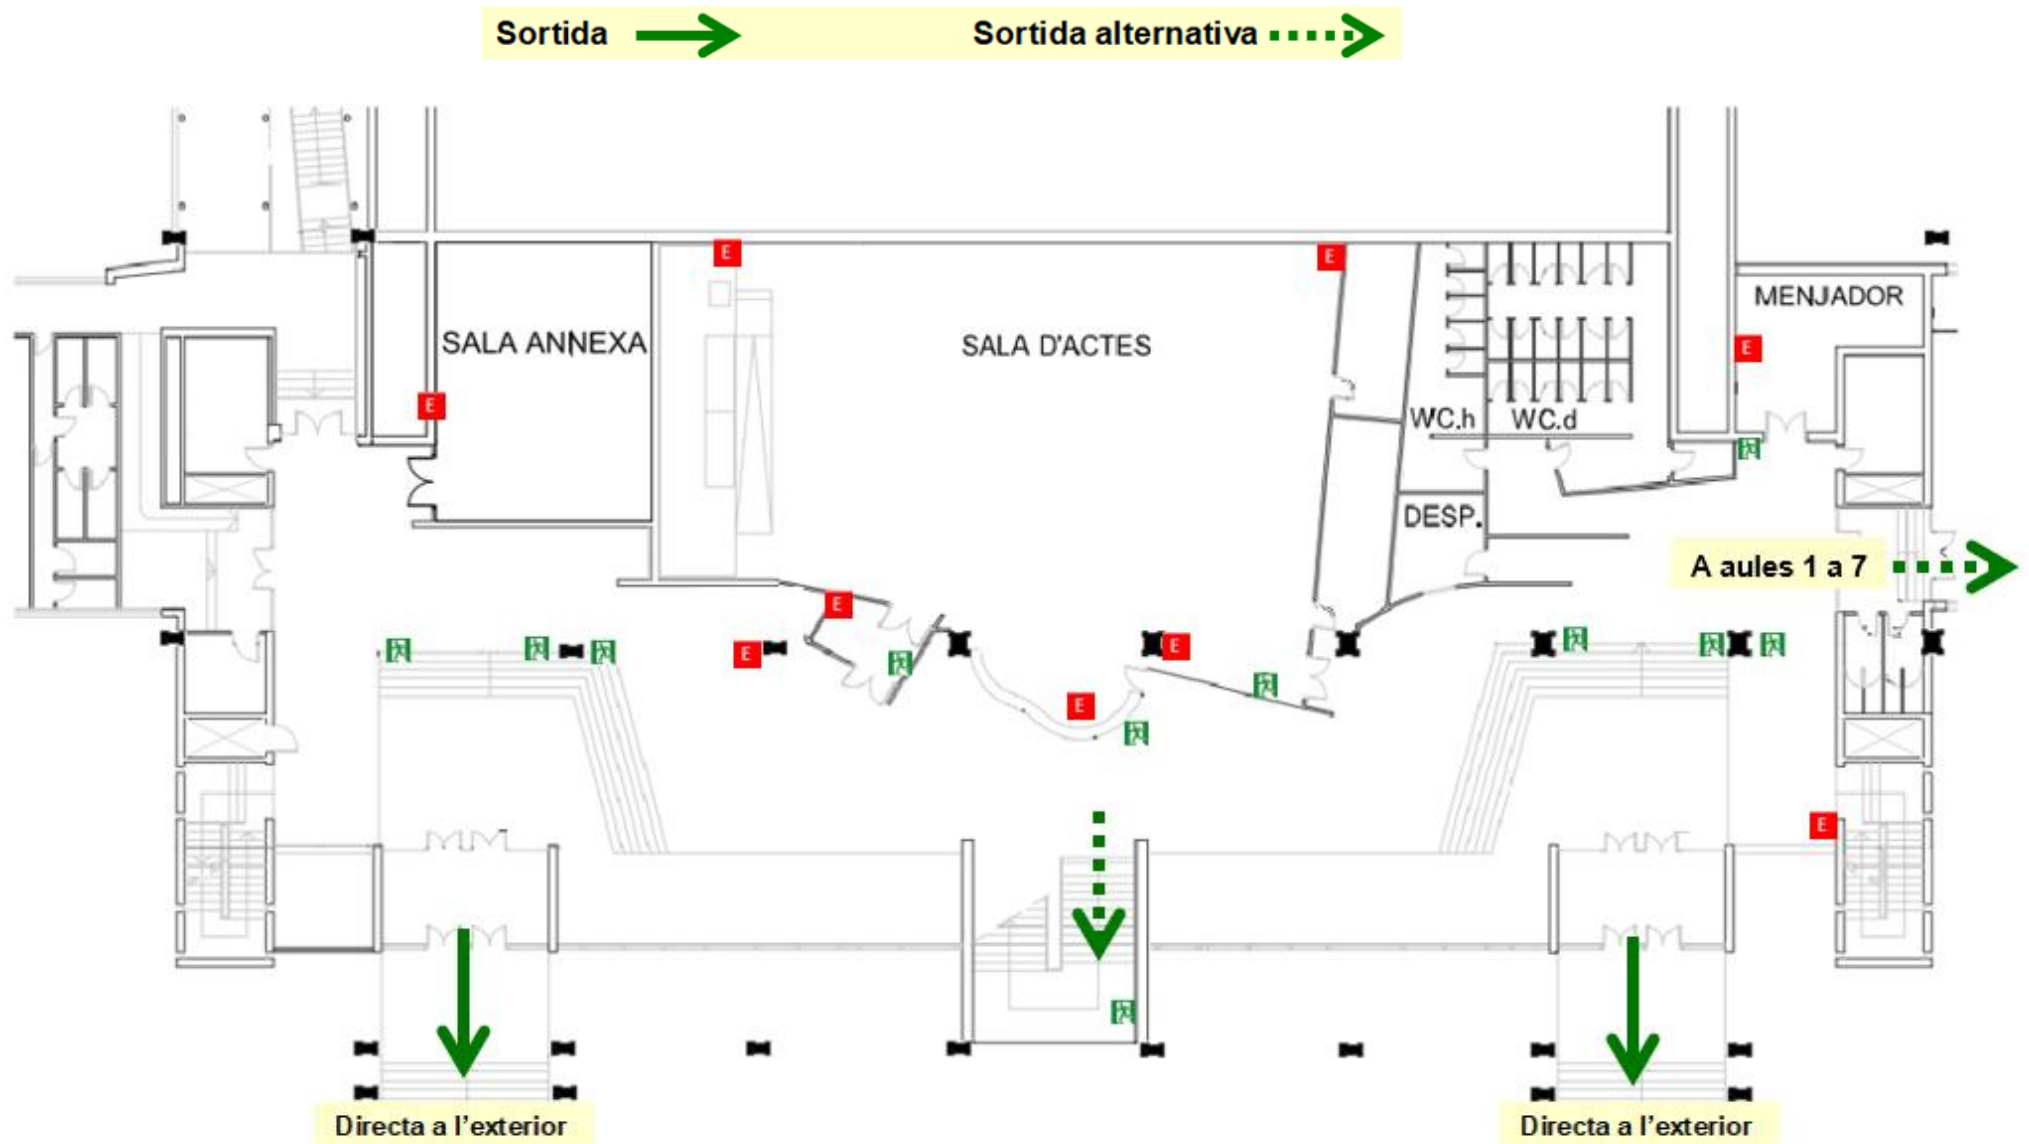 Sortida
Sortida alternativa
E
E
MENJADOR
SALA ANNEXA
SALA D'ACTES
E
E
WC.h
WC.d
DESP.
A aules 1 a 7
E
E
E
E
E
Directa a l'exterior
Directa a l'exterior